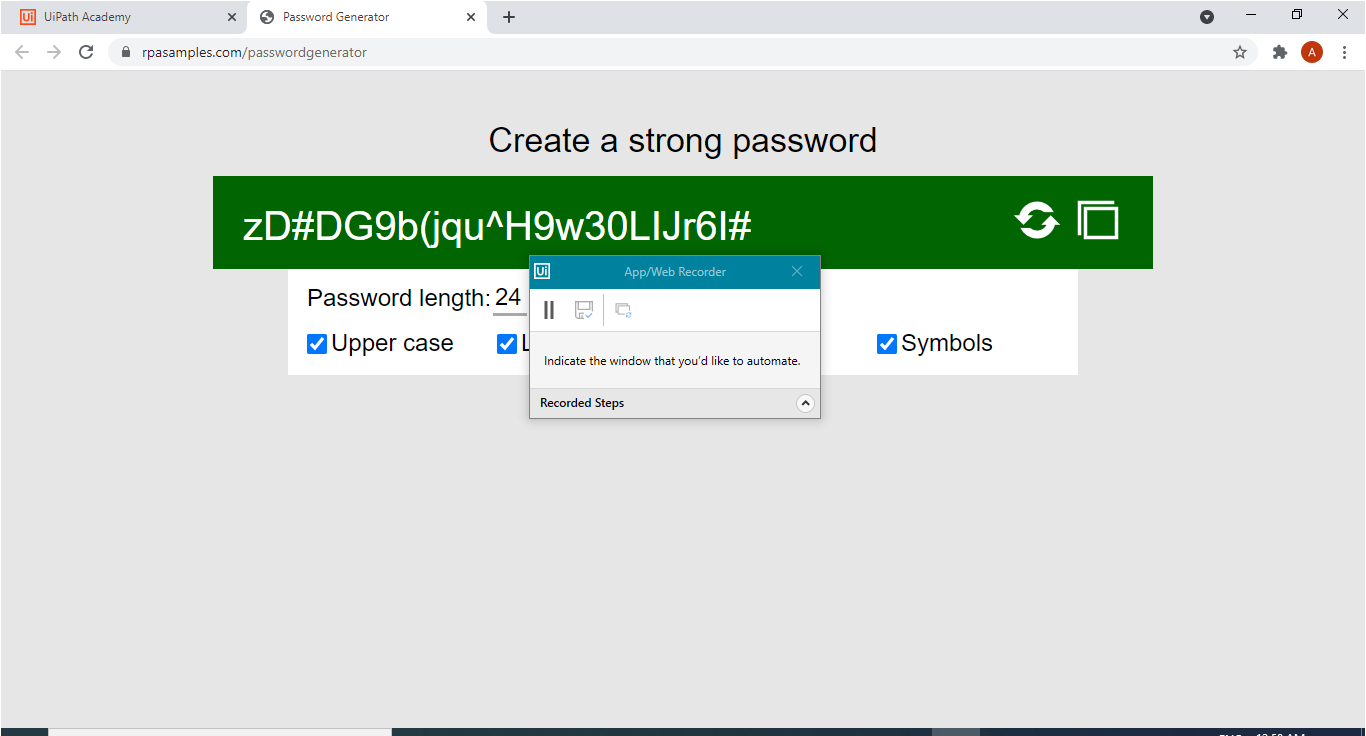 UiPath Academy
Password Generator
rpasamples.com/passwordgenerator
A
Create a strong password
zD#DG9b(jqu^H9w30LIJr6I#
Ui
App/Web Recorder
Password length: 24
Upper case
Symbols
Indicate the window that you'd like to automate.
Recorded Steps